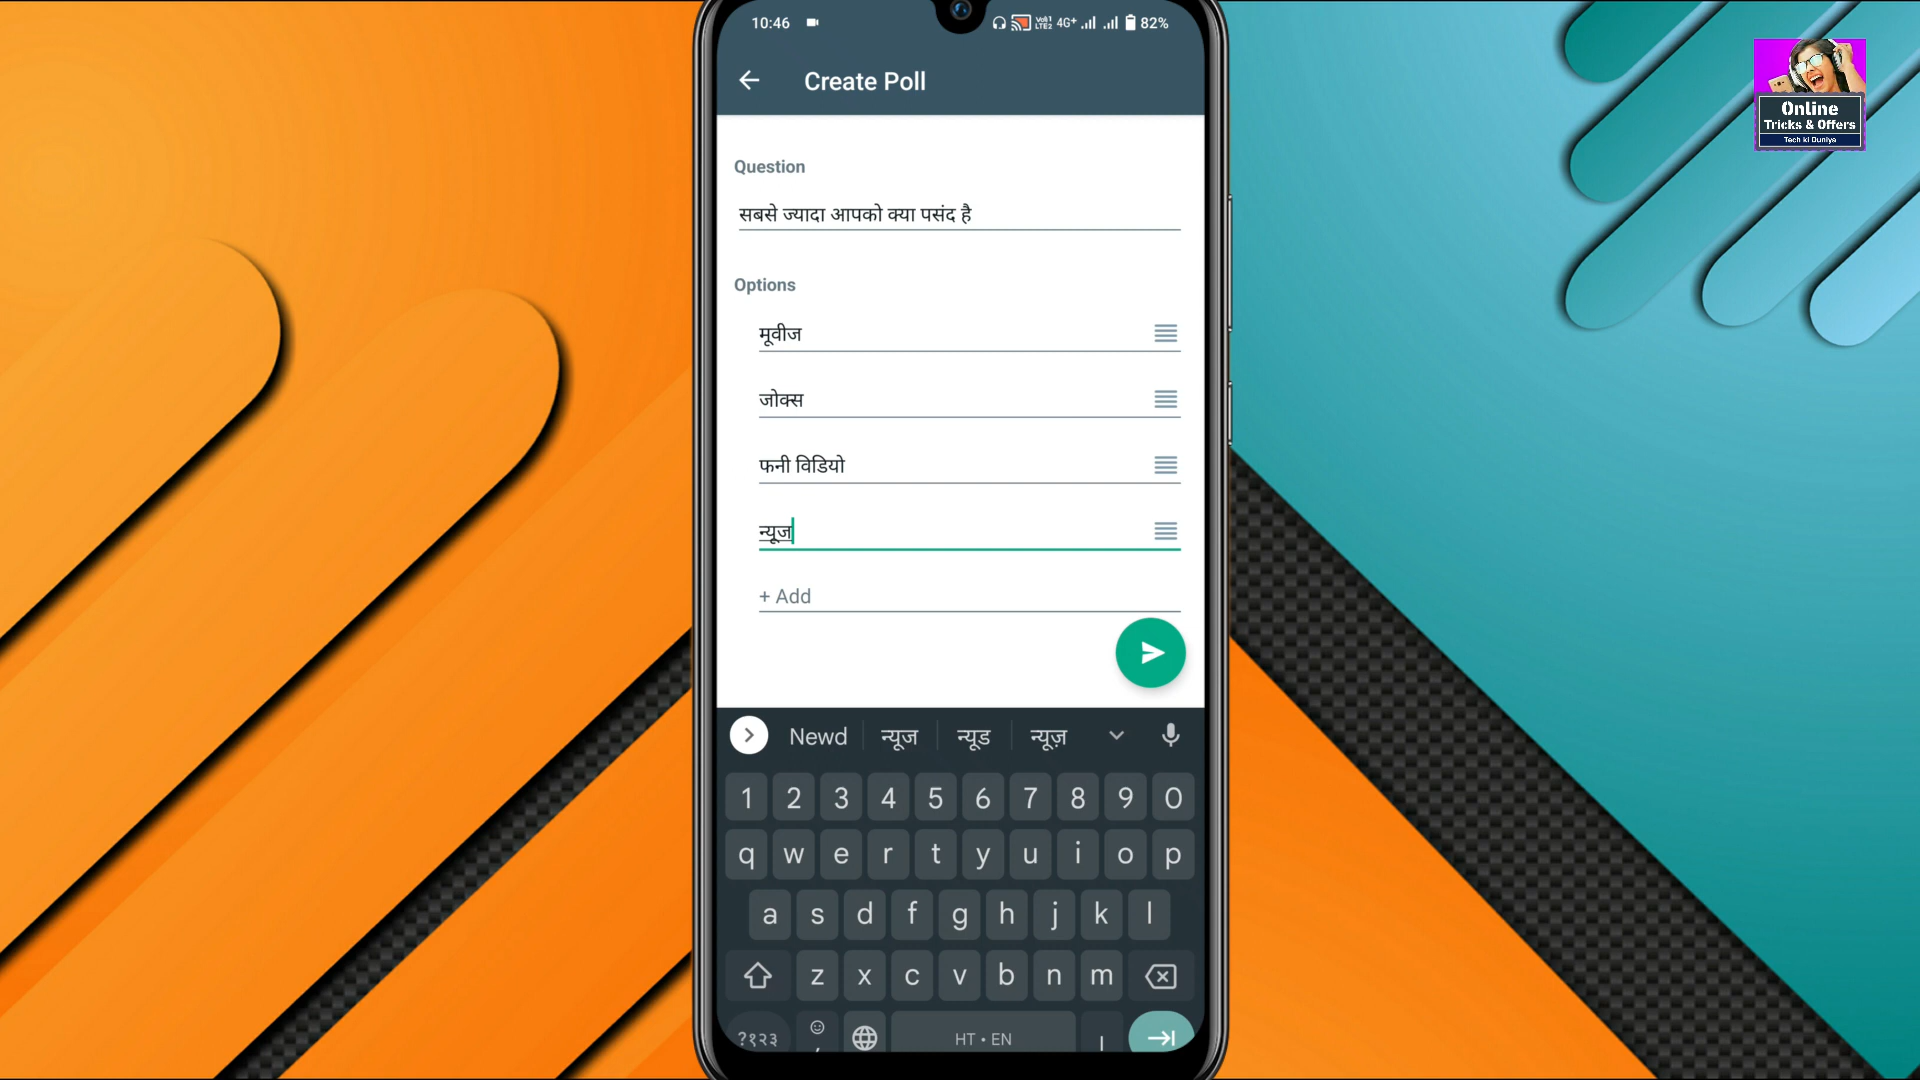 10:46 4G+ 82%
Create Poll
Question
सबसे ज्यादा आपको क्या पसंद है
Options
मूवीज
जोक्स
फनी विडियो
न्यूज
+ Add
Newd न्यूज न्यूड न्यूज़
1 2 3 4 5 6 7 8 9 0
q w e r t y u i o p
a s d f g h j k l
z x c v b n m
?१२३ , HT • EN ।
Online
Tricks & Offers
Tech ki Duniya